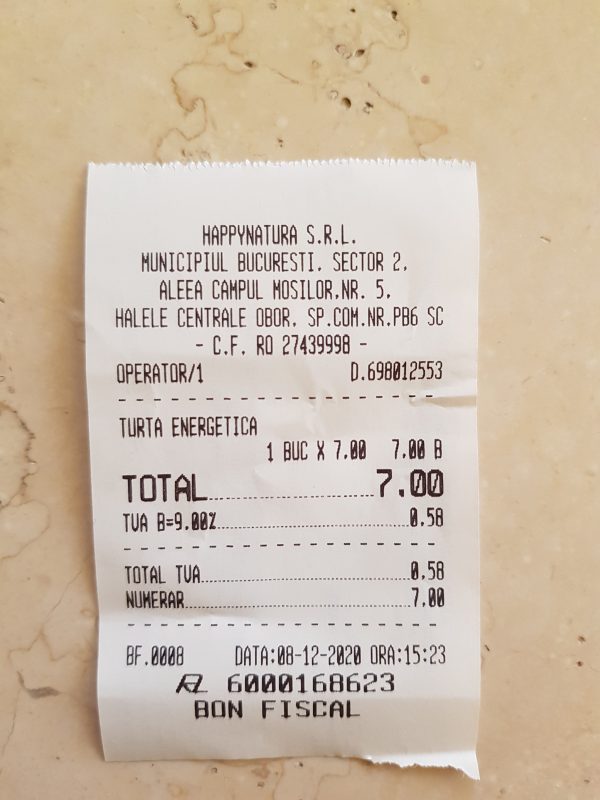 HAPPYNATURA S.R.L.
MUNICIPIUL BUCURESTI, SECTOR 2,
ALEEA CAMPUL MOSILOR,NR. 5,
HALELE CENTRALE OBOR, SP.COM.NR.PB6 SC
- C.F. RO 27439998 -
OPERATOR/1 D.698012553
TURTA ENERGETICA
1 BUC X 7.00 7.00 B
TOTAL 7.00
TVA B=9.00% 0.58
TOTAL TVA 0.58
NUMERAR 7.00
BF.0008 DATA:08-12-2020 ORA:15:23
6000168623
BON FISCAL